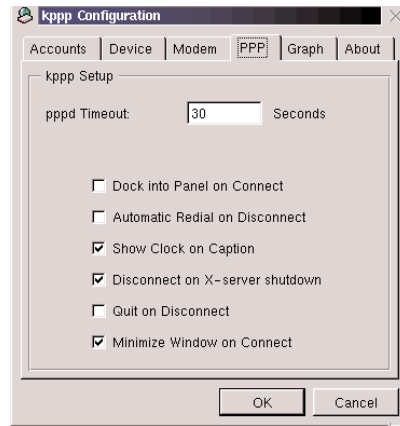 kppp Configuration
Accounts Device Modem PPP Graph About
kppp Setup
pppd Timeout: 30 Seconds
Dock into Panel on Connect
Automatic Redial on Disconnect
Show Clock on Caption
Disconnect on X-server shutdown
Quit on Disconnect
Minimize Window on Connect
OK Cancel